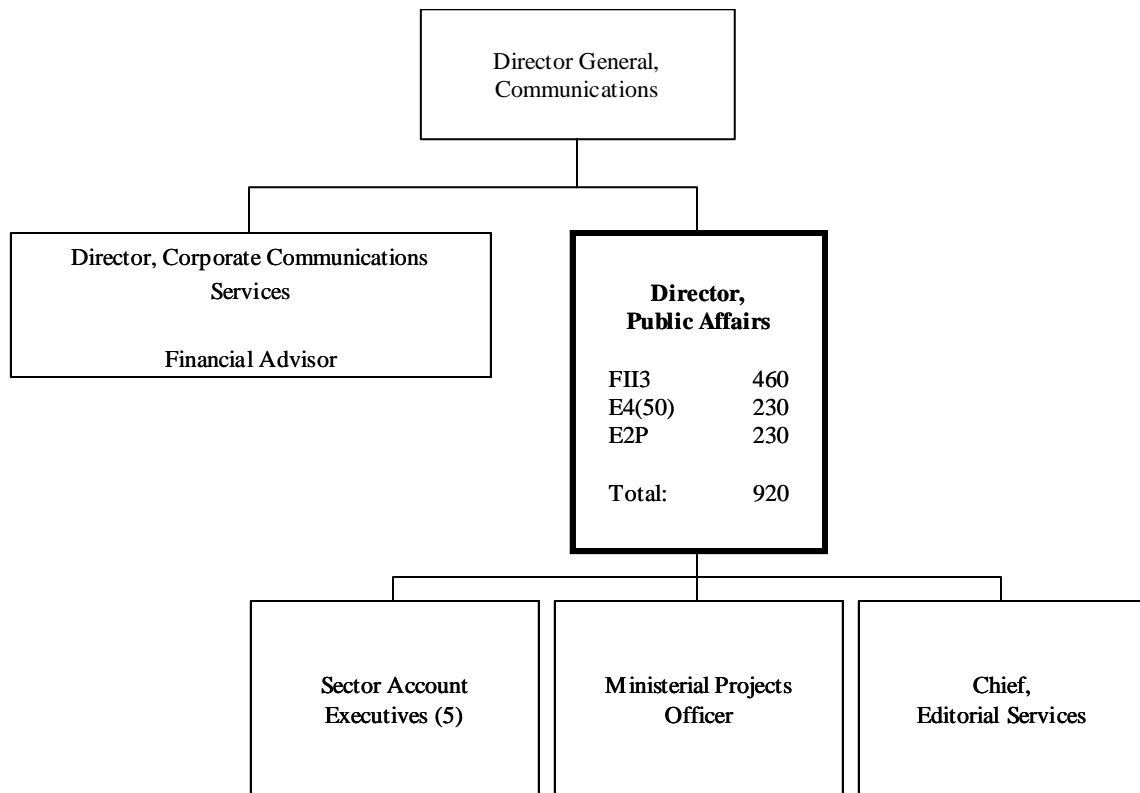 Director General,
Communications
Director, Corporate Communications
Services
Financial Advisor
Director,
Public Affairs
FII3 460
E4(50) 230
E2P 230
Total: 920
Sector Account
Executives (5)
Ministerial Projects
Officer
Chief,
Editorial Services